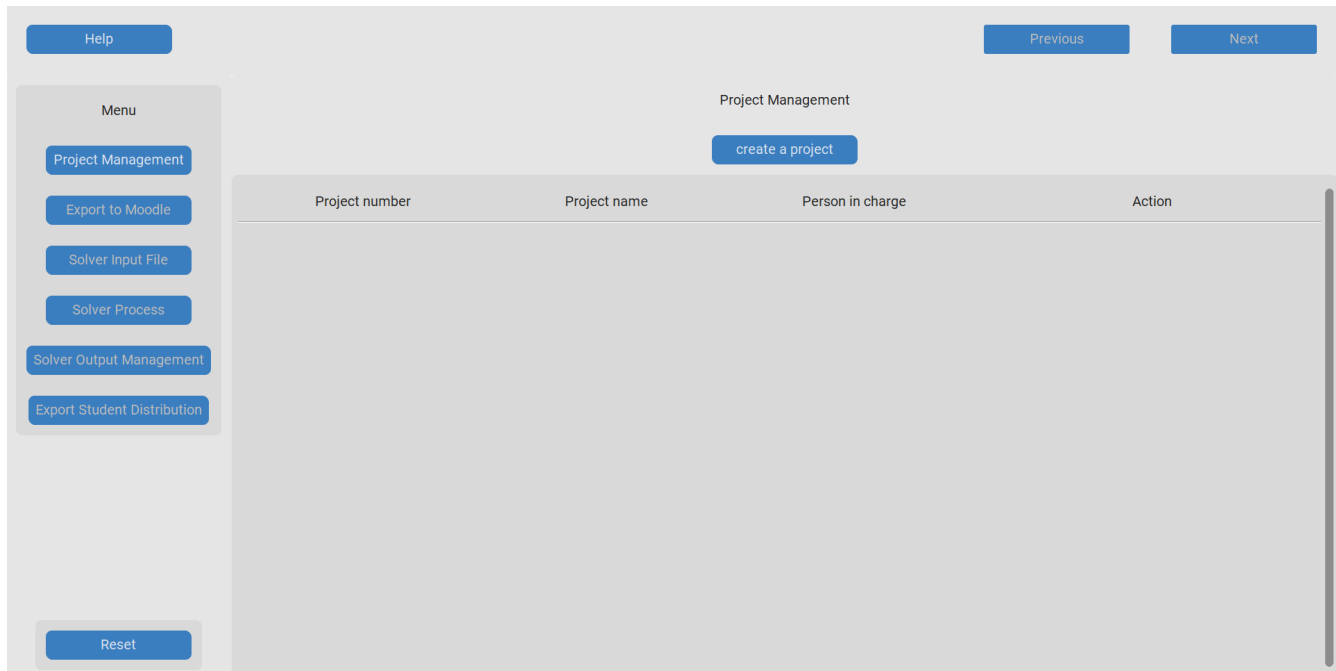 Help
Previous
Next
Menu
Project Management
Export to Moodle
Solver Input File
Solver Process
Solver Output Management
Export Student Distribution
Reset
Project Management
create a project
Project number Project name Person in charge Action